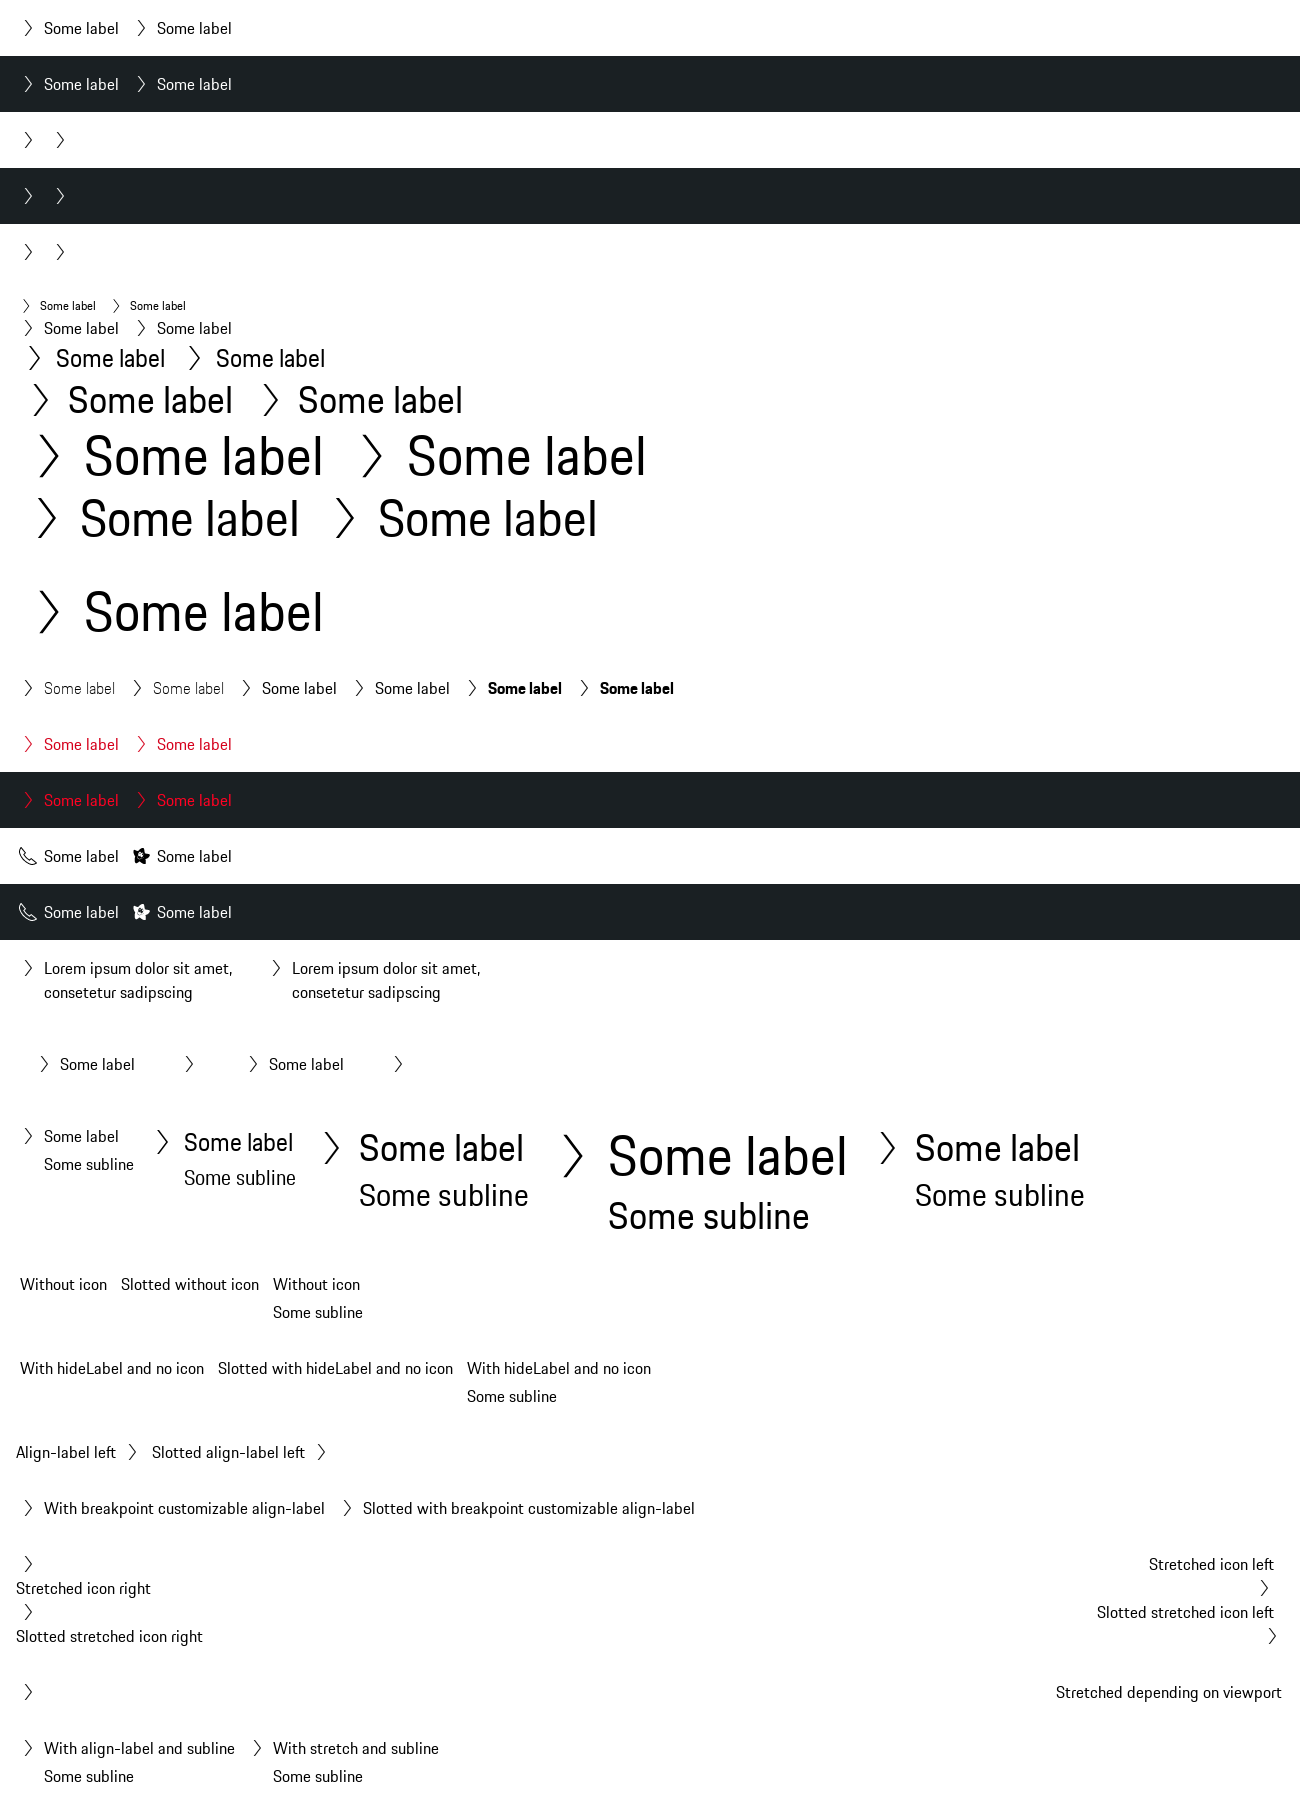 Some label Some label
Some label Some label
Some label Some label
Some label Some label
Some label Some label
Some label Some label
Some label Some label
Some label Some label
Some label
Some label Some label Some label Some label Some label Some label
Some label Some label
Some label Some label
Some label Some label
Some label Some label
Lorem ipsum dolor sit amet, Lorem ipsum dolor sit amet,
consetetur sadipscing consetetur sadipscing
Some label Some label
Some label Some label Some label Some label Some label
Some subline Some subline Some subline Some subline Some subline
Without icon Slotted without icon Without icon
Some subline
With hideLabel and no icon Slotted with hideLabel and no icon With hideLabel and no icon
Some subline
Align-label left Slotted align-label left
With breakpoint customizable align-label Slotted with breakpoint customizable align-label
Stretched icon left
Stretched icon right
Slotted stretched icon left
Slotted stretched icon right
Stretched depending on viewport
With align-label and subline With stretch and subline
Some subline Some subline